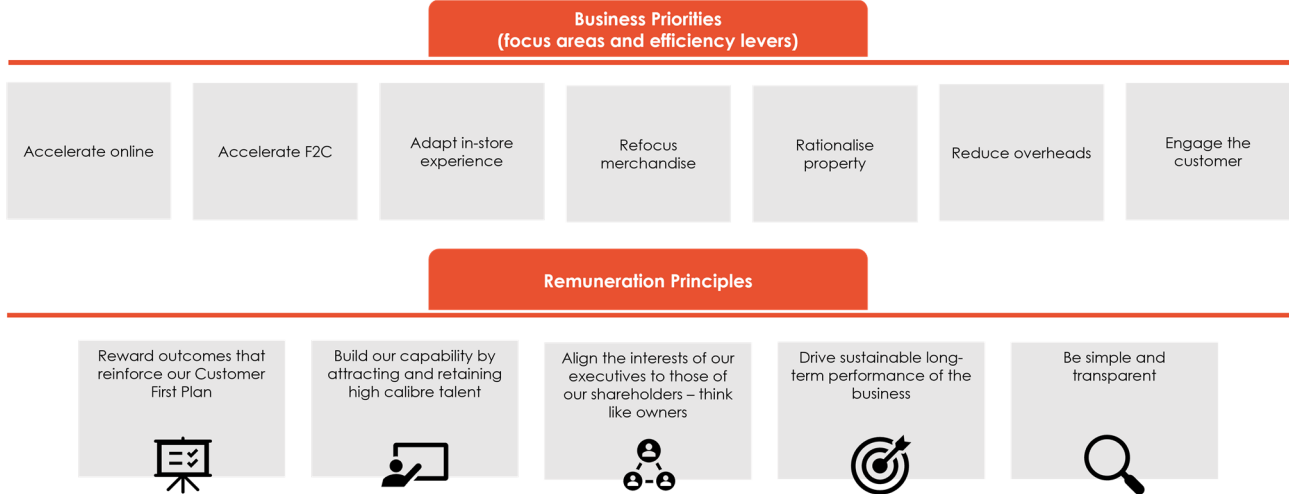 Business Priorities
(focus areas and efficiency levers)
Accelerate online
Accelerate F2C
Adapt in-store
experience
Refocus
merchandise
Rationalise
property
Reduce overheads
Engage the
customer
Remuneration Principles
Reward outcomes that
reinforce our Customer
First Plan
Build our capability by
attracting and retaining
high calibre talent
Align the interests of our
executives to those of
our shareholders – think
like owners
Drive sustainable long-
term performance of the
business
Be simple and
transparent